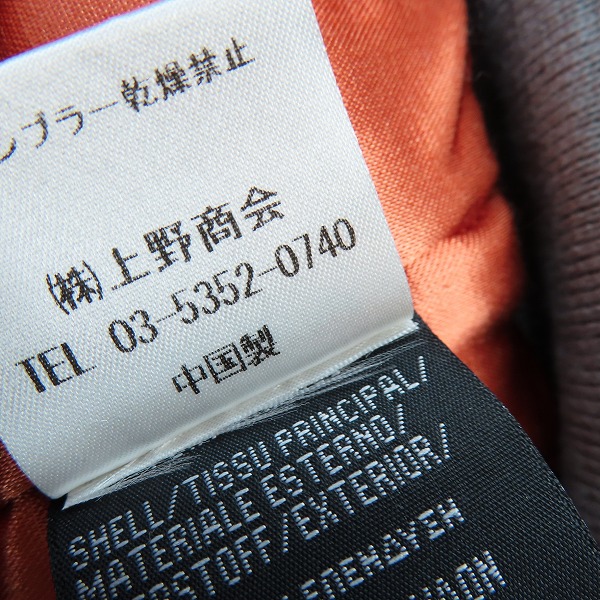 ンブラー乾燥禁止
(株)上野商会
TEL 03-5352-0740
中国製
SHELL/TISSU PRINCIPAL/
MATERIALE ESTERNO/
ERSTOFF/EXTERIOR/